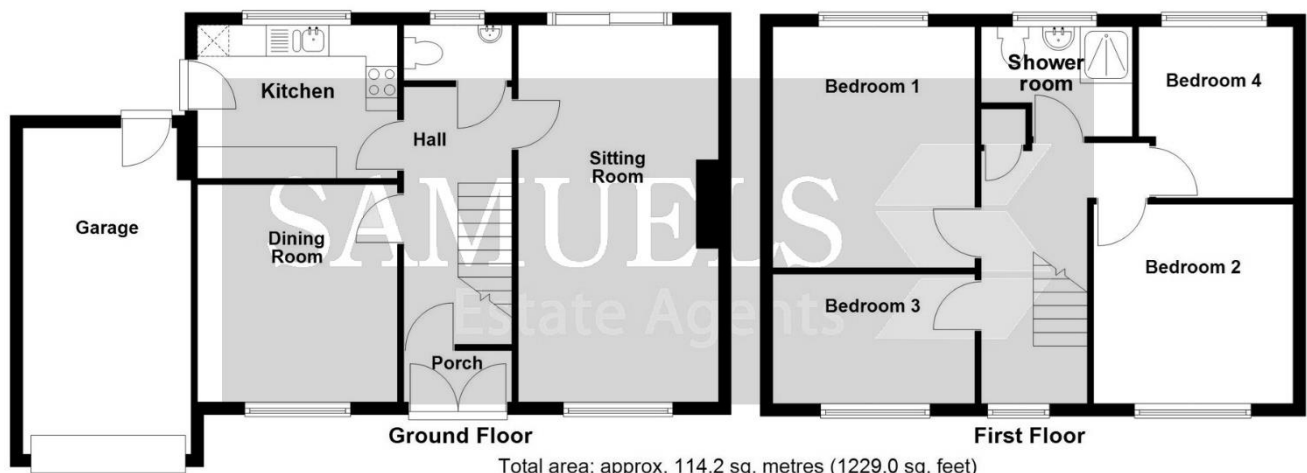 Kitchen
Hall
Sitting
Room
Garage
Dining
Room
Porch
Ground Floor
Bedroom 1
Shower
room
Bedroom 4
Bedroom 2
Bedroom 3
First Floor
SAMUELS
Estate Agents
Total area: approx. 114.2 sq. metres (1229.0 sq. feet)